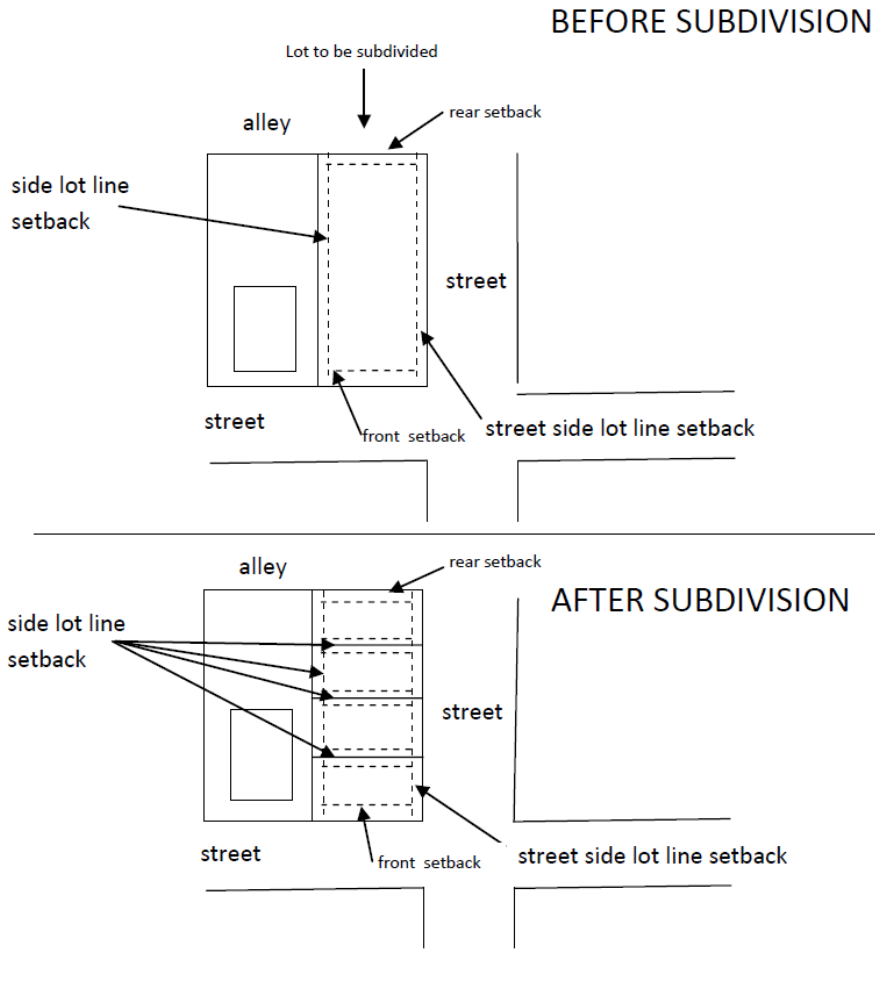 BEFORE SUBDIVISION
Lot to be subdivided
rear setback
alley
side lot line
setback
street
street
front setback
street side lot line setback
rear setback
alley
AFTER SUBDIVISION
side lot line
setback
street
street
front setback
street side lot line setback